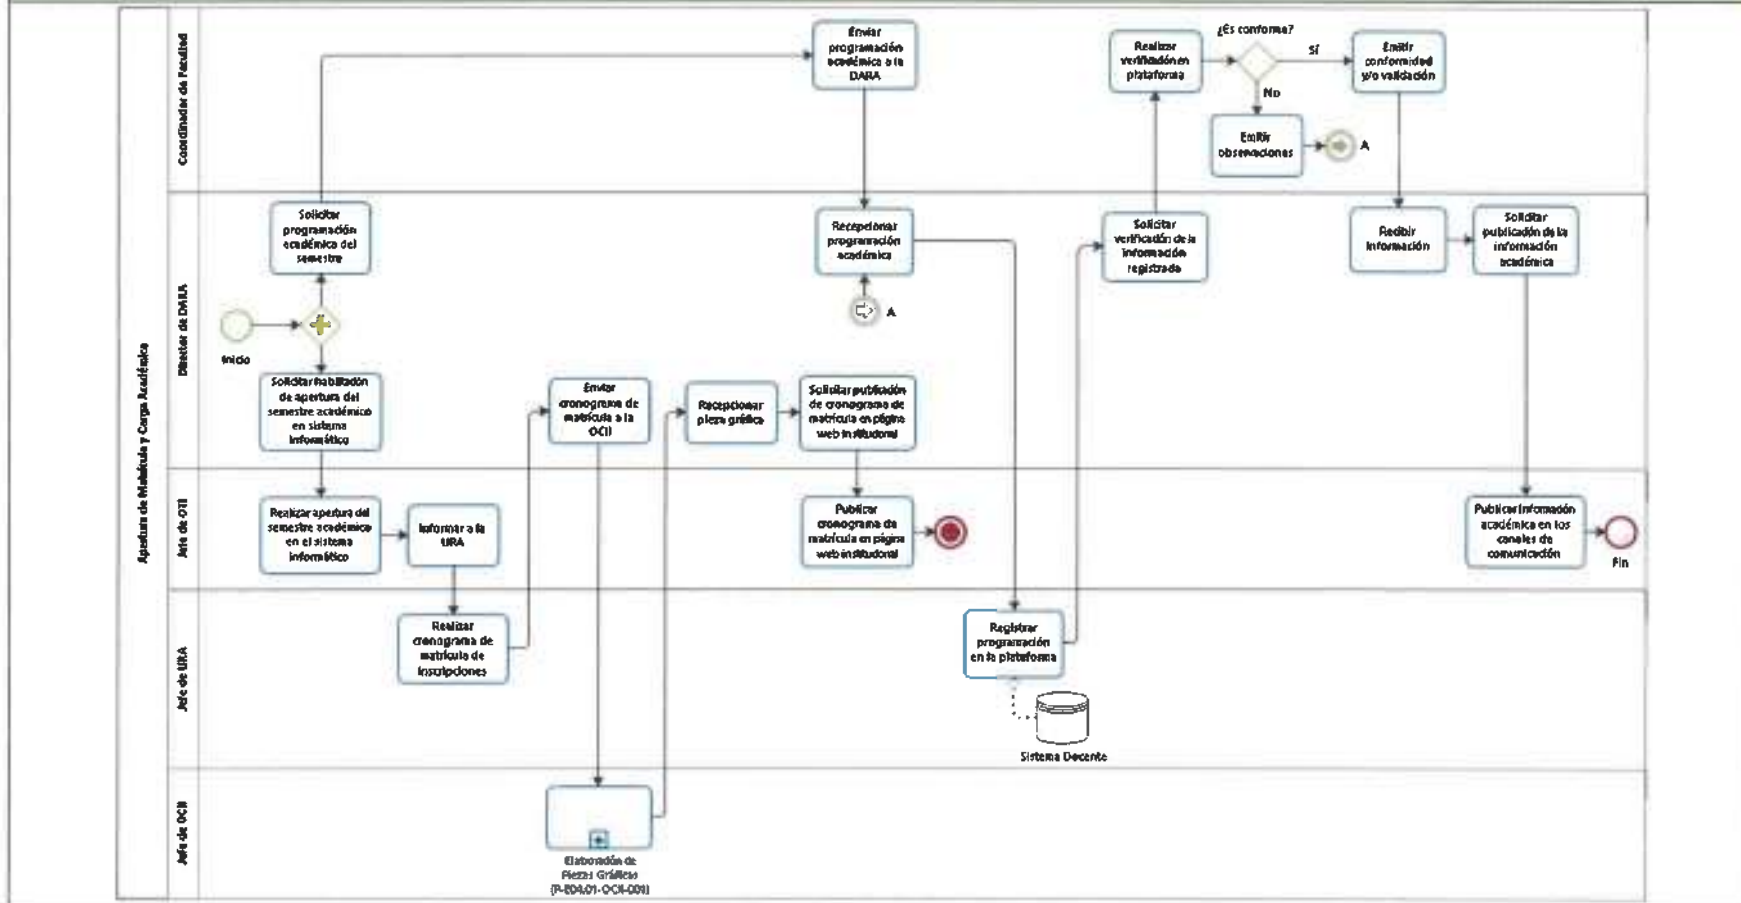 Apertura de Matrícula y Carga Académica
Coordinador de Facultad
Enviar
programación
académica a la
DARA
Realizar
verificación en
plataforma
¿Es conforme?
Sí
No
Emitir
conformidad
y/o validación
Emitir
observaciones
A
Director de DARA
Solicitar
programación
académica del
semestre
Inicio
Solicitar habilitación
de apertura del
semestre académico
en sistema
informático
Enviar
cronograma de
matrícula a la
OCII
Recepcionar
pieza gráfica
Solicitar publicación
de cronograma de
matrícula en página
web institucional
Recepcionar
programación
académica
A
Solicitar
verificación de la
información
registrada
Recibir
información
Solicitar
publicación de la
información
académica
Jefe de OTI
Realizar apertura del
semestre académico
en el sistema
informático
Informar a la
URA
Publicar
cronograma de
matrícula en página
web institucional
Publicar información
académica en los
canales de
comunicación
Fin
Jefe de URA
Realizar
cronograma de
matrícula de
inscripciones
Registrar
programación
en la plataforma
Sistema Docente
Jefe de OCII
Elaboración de
Piezas Gráficas